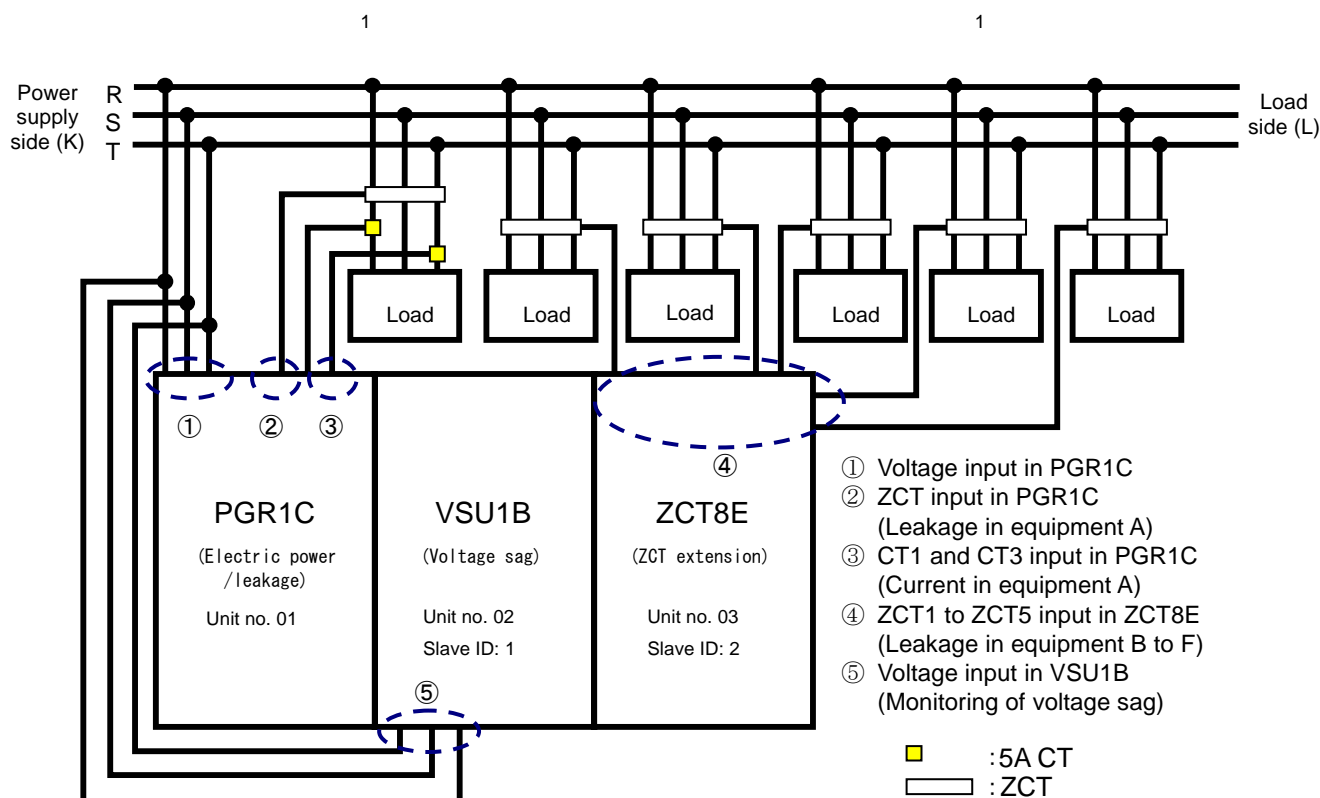 1 1
Power
supply
side (K)
R
S
T
Load
side (L)
Load Load Load Load Load Load
① ② ③
④
PGR1C
(Electric power
/leakage)
Unit no. 01
VSU1B
(Voltage sag)
Unit no. 02
Slave ID: 1
ZCT8E
(ZCT extension)
Unit no. 03
Slave ID: 2
⑤
① Voltage input in PGR1C
② ZCT input in PGR1C
(Leakage in equipment A)
③ CT1 and CT3 input in PGR1C
(Current in equipment A)
④ ZCT1 to ZCT5 input in ZCT8E
(Leakage in equipment B to F)
⑤ Voltage input in VSU1B
(Monitoring of voltage sag)
:5A CT
: ZCT